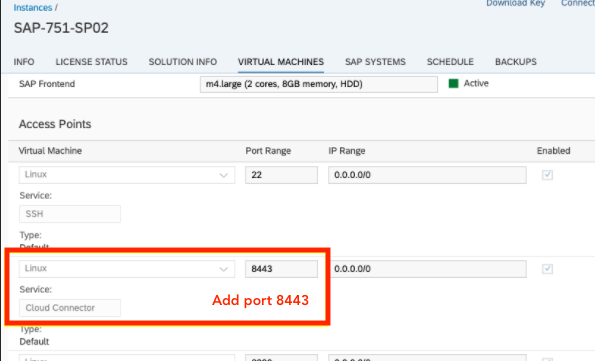 Instances /
Download Key Connect
SAP-751-SP02
INFO LICENSE STATUS SOLUTION INFO VIRTUAL MACHINES SAP SYSTEMS SCHEDULE BACKUPS
SAP Frontend m4.large (2 cores, 8GB memory, HDD) Active
Access Points
Virtual Machine Port Range IP Range Enabled
Linux 22 0.0.0.0/0
Service:
SSH
Type:
Default
Linux 8443 0.0.0.0/0
Service:
Cloud Connector Add port 8443
Type:
Default